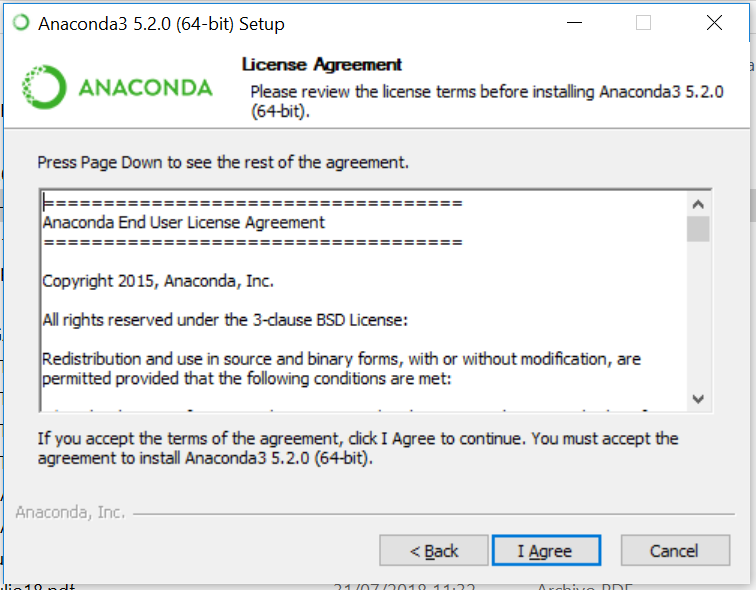 Anaconda3 5.2.0 (64-bit) Setup
ANACONDA
License Agreement
Please review the license terms before installing Anaconda3 5.2.0
(64-bit).
Press Page Down to see the rest of the agreement.
===================================
Anaconda End User License Agreement
===================================
Copyright 2015, Anaconda, Inc.
All rights reserved under the 3-clause BSD License:
Redistribution and use in source and binary forms, with or without modification, are
permitted provided that the following conditions are met:
If you accept the terms of the agreement, click I Agree to continue. You must accept the
agreement to install Anaconda3 5.2.0 (64-bit).
Anaconda, Inc.
< Back
I Agree
Cancel
31/07/2018 11:32
Archivo PDF